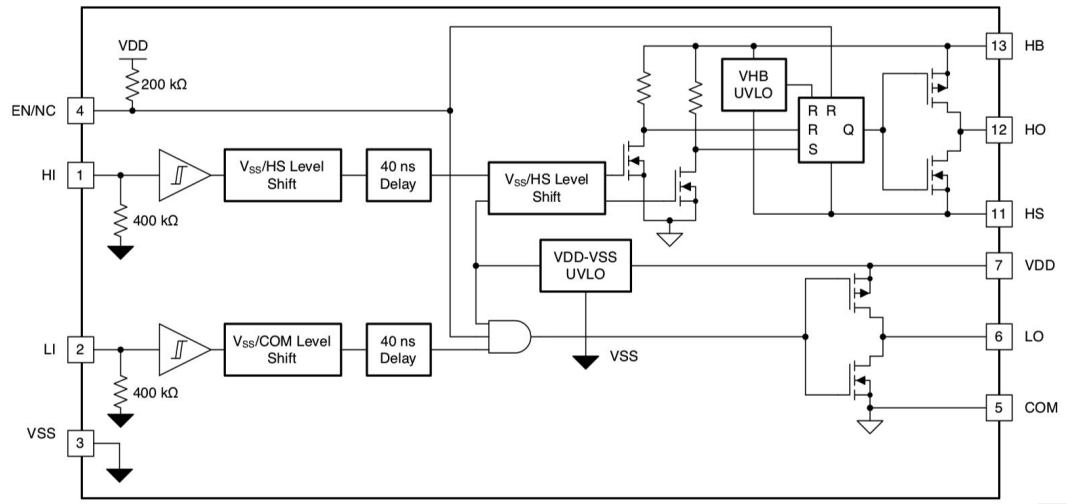 VDD
200 kΩ
EN/NC
4
HI
1
400 kΩ
VSS/HS Level
Shift
40 ns
Delay
VSS/HS Level
Shift
VHB
UVLO
R R
R Q
S
13
HB
12
HO
11
HS
VDD-VSS
UVLO
7
VDD
LI
2
400 kΩ
VSS/COM Level
Shift
40 ns
Delay
VSS
6
LO
5
COM
VSS
3